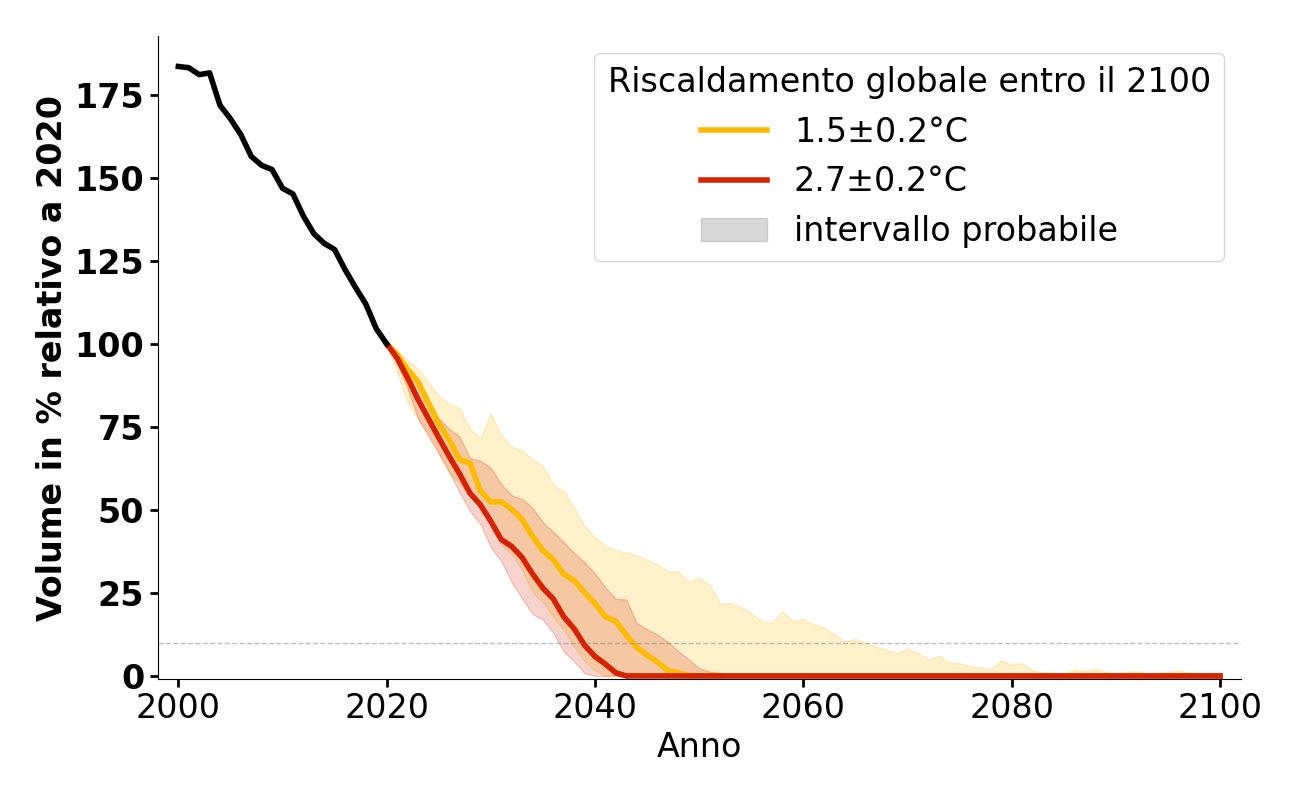 Riscaldamento globale entro il 2100
1.5±0.2°C
2.7±0.2°C
intervallo probabile
Volume in % relativo a 2020
175
150
125
100
75
50
25
0
2000 2020 2040 2060 2080 2100
Anno